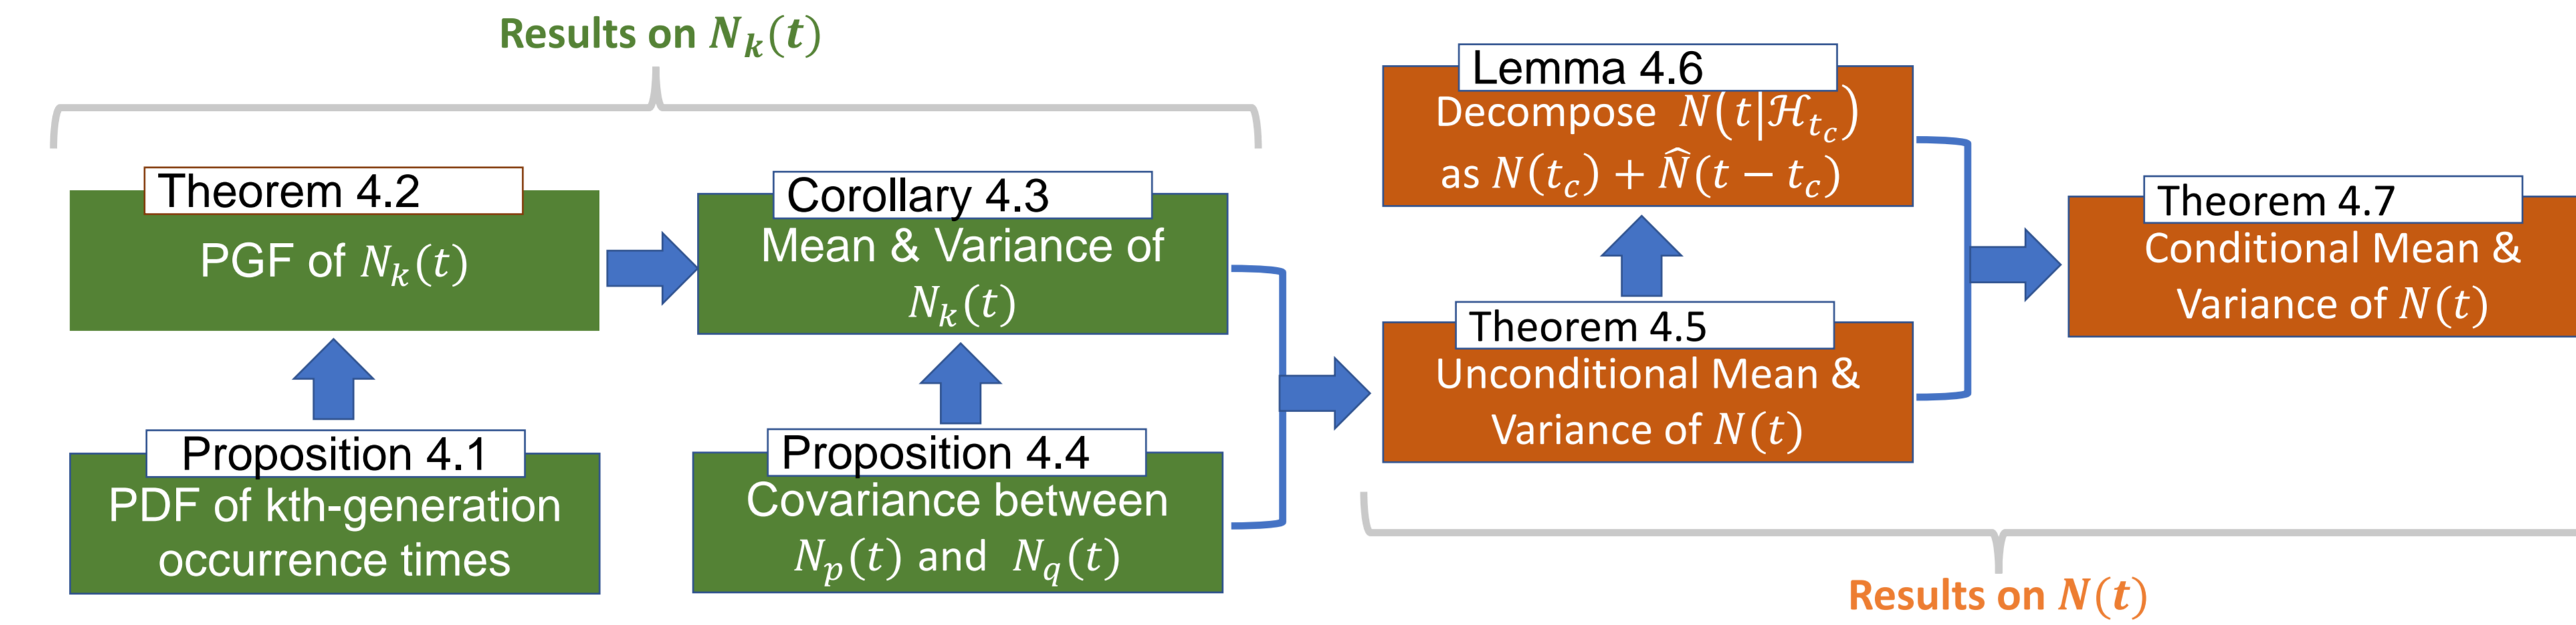 Results on N_k(t)
Theorem 4.2
PGF of N_k(t)
Proposition 4.1
PDF of kth-generation
occurrence times
Corollary 4.3
Mean & Variance of
N_k(t)
Proposition 4.4
Covariance between
N_p(t) and N_q(t)
Lemma 4.6
Decompose N(t|ℋ_{t_c})
as N(t_c) + N̂(t − t_c)
Theorem 4.5
Unconditional Mean &
Variance of N(t)
Theorem 4.7
Conditional Mean &
Variance of N(t)
Results on N(t)